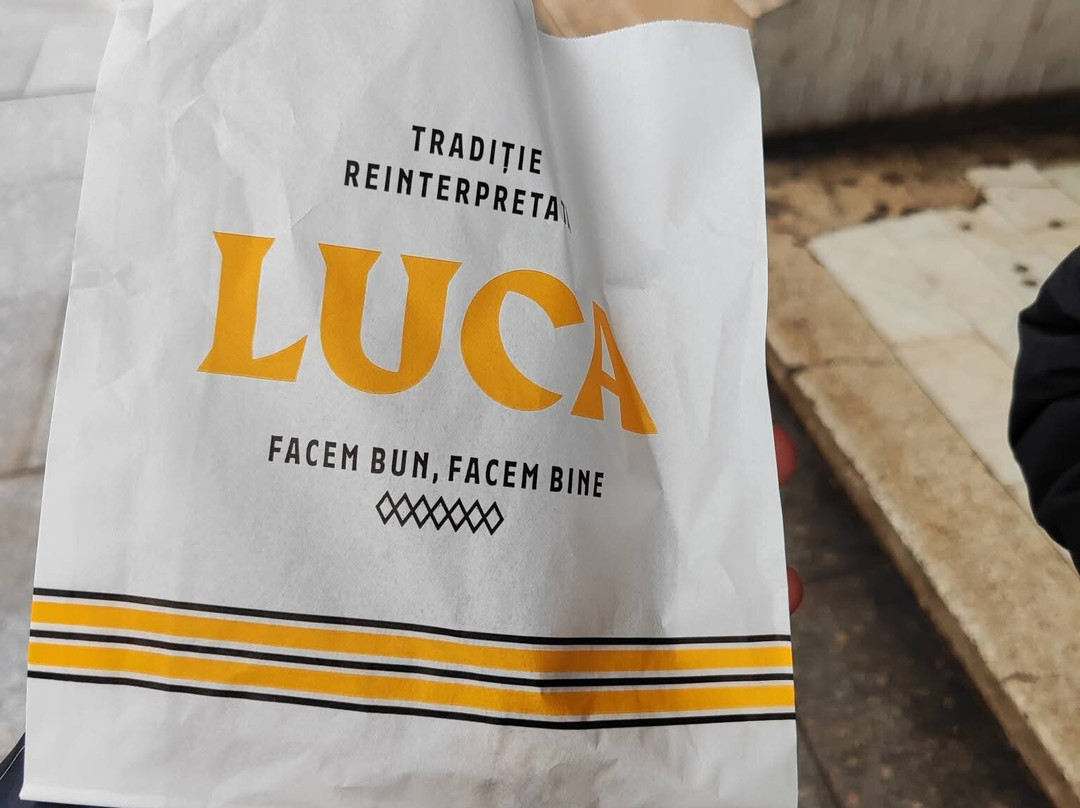 TRADIȚIE
REINTERPRETATĂ
LUCA
FACEM BUN, FACEM BINE